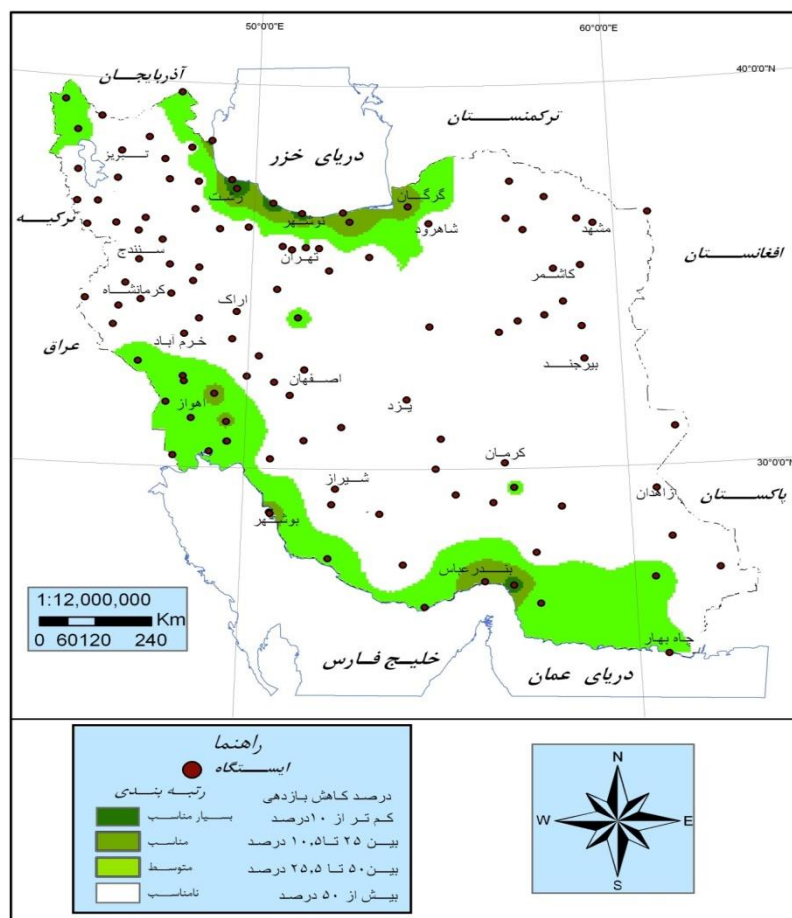 50°0'0"E
60°0'0"E
40°0'0"N
آذربایجان
ترکمنستان
دریای خزر
تبریز
رشت
گرگان
نوشهر
مشهد
ترکیه
شاهرود
افغانستان
سنندج
تهران
کاشمر
کرمانشاه
اراک
عراق
خرم آباد
بیرجند
اصفهان
اهواز
یزد
کرمان
30°0'0"N
شیراز
زاهدان
پاکستان
بوشهر
بندرعباس
چاه بهار
1:12,000,000
Km
0 60120 240
خلیج فارس
دریای عمان
راهنما
ایستگاه
رتبه بندی
درصد کاهش بازدهی
بسیار مناسب
کم تر از ۱۰درصد
مناسب
بین ۲۵ تا ۱۰,۵ درصد
متوسط
بین ۵۰ تا ۲۵,۵ درصد
نامناسب
بیش از ۵۰ درصد
N
W
E
S